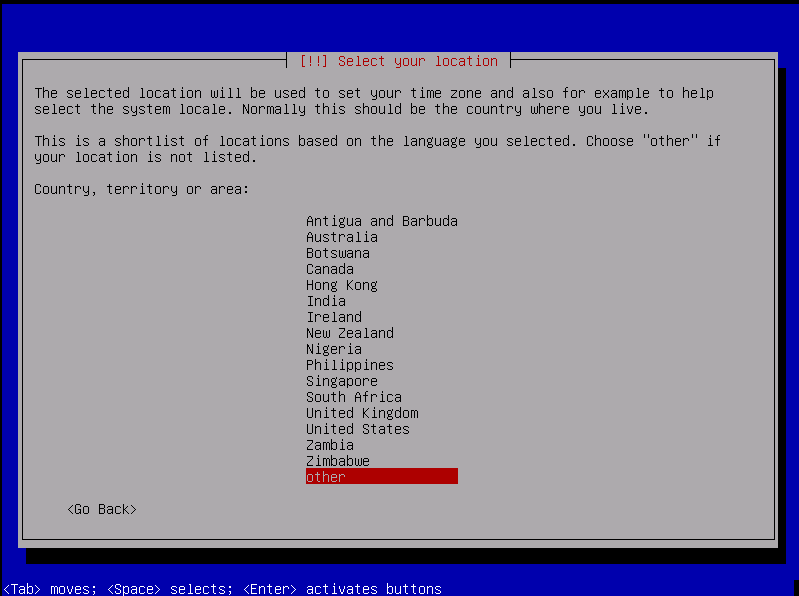 [!!] Select your location
The selected location will be used to set your time zone and also for example to help
select the system locale. Normally this should be the country where you live.
This is a shortlist of locations based on the language you selected. Choose "other" if
your location is not listed.
Country, territory or area:
Antigua and Barbuda
Australia
Botswana
Canada
Hong Kong
India
Ireland
New Zealand
Nigeria
Philippines
Singapore
South Africa
United Kingdom
United States
Zambia
Zimbabwe
other
<Go Back>
<Tab> moves; <Space> selects; <Enter> activates buttons